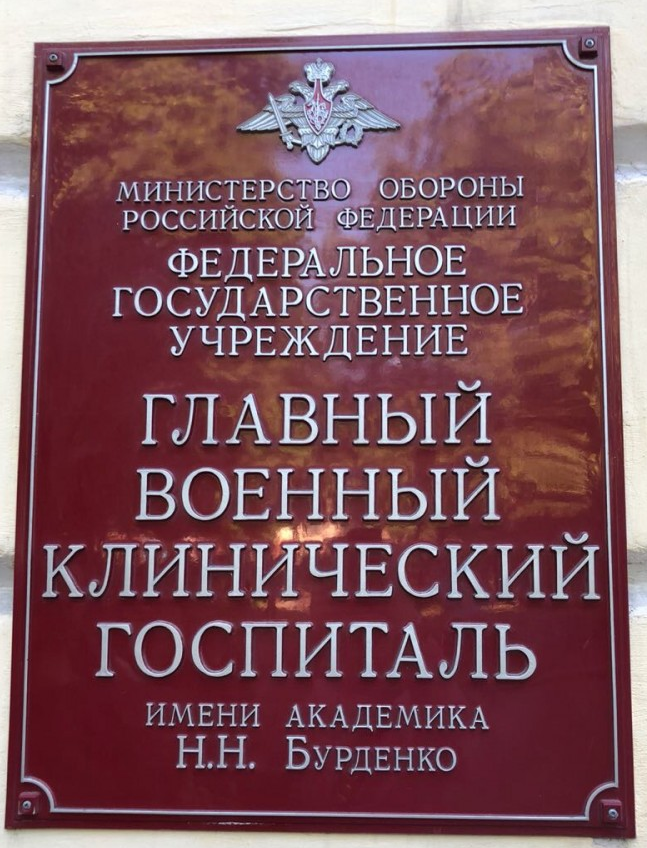 МИНИСТЕРСТВО ОБОРОНЫ
РОССИЙСКОЙ ФЕДЕРАЦИИ
ФЕДЕРАЛЬНОЕ
ГОСУДАРСТВЕННОЕ
УЧРЕЖДЕНИЕ
ГЛАВНЫЙ
ВОЕННЫЙ
КЛИНИЧЕСКИЙ
ГОСПИТАЛЬ
ИМЕНИ АКАДЕМИКА
Н.Н. БУРДЕНКО